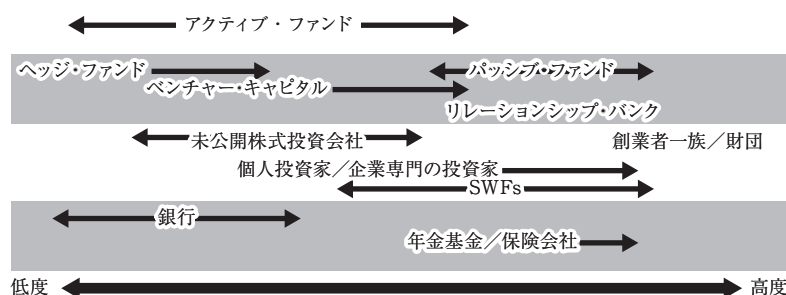 アクティブ・ファンド
ヘッジ・ファンド
パッシブ・ファンド
ベンチャー・キャピタル
リレーションシップ・バンク
未公開株式投資会社
創業者一族／財団
個人投資家／企業専門の投資家
SWFs
銀行
年金基金／保険会社
低度
高度